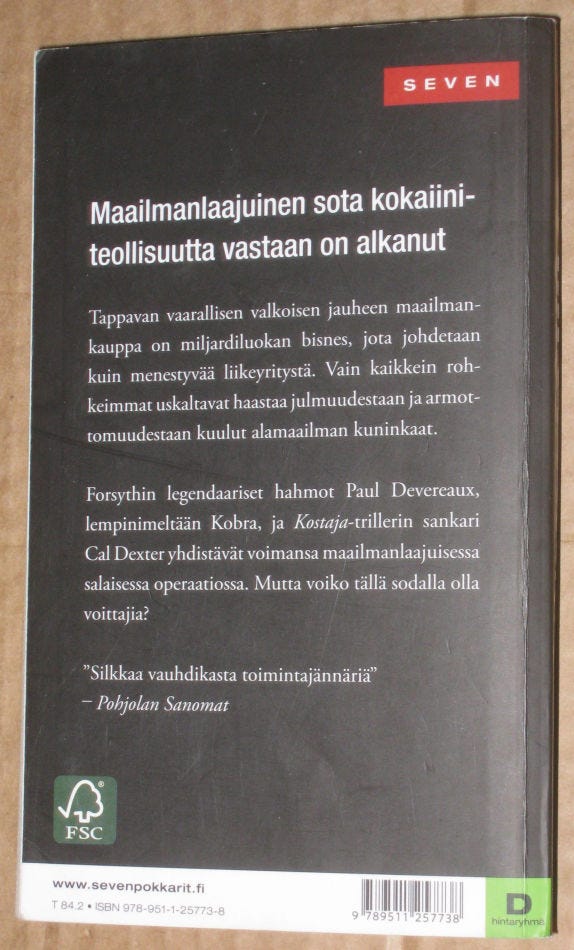 SEVEN
Maailmanlaajuinen sota kokaiini-
teollisuutta vastaan on alkanut
Tappavan vaarallisen valkoisen jauheen maailman-
kauppa on miljardiluokan bisnes, jota johdetaan
kuin menestyvää liikeyritystä. Vain kaikkein roh-
keimmat uskaltavat haastaa julmuudestaan ja armot-
tomuudestaan kuulut alamaailman kuninkaat.
Forsythin legendaariset hahmot Paul Devereaux,
lempinimeltään Kobra, ja Kostaja-trillerin sankari
Cal Dexter yhdistävät voimansa maailmanlaajuisessa
salaisessa operaatiossa. Mutta voiko tällä sodalla olla
voittajia?
”Silkkaa vauhdikasta toimintajännäriä”
– Pohjolan Sanomat
FSC
www.sevenpokkarit.fi
T 84.2 • ISBN 978-951-1-25773-8
9 789511 257738
D
hintaryhmä